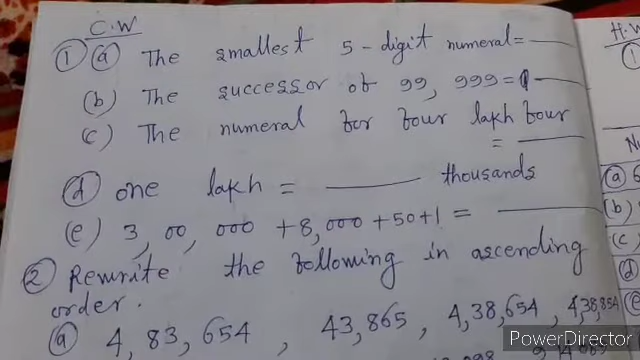 C.W
① ⓐ The smallest 5-digit numeral= ____
(b) The successor of 99, 999= ____
(c) The numeral for four lakh four = ____
ⓓ one lakh = ____ thousands
(e) 3, 00, 000 +8,000 +50+1 = ____
② Rewrite the following in ascending
order.
ⓐ 4, 83, 654 , 43,865 , 4,38,654 , 4,38,854
H.W
①
ⓐ 6
(b)
(c
ⓓ
ⓔ
PowerDirector